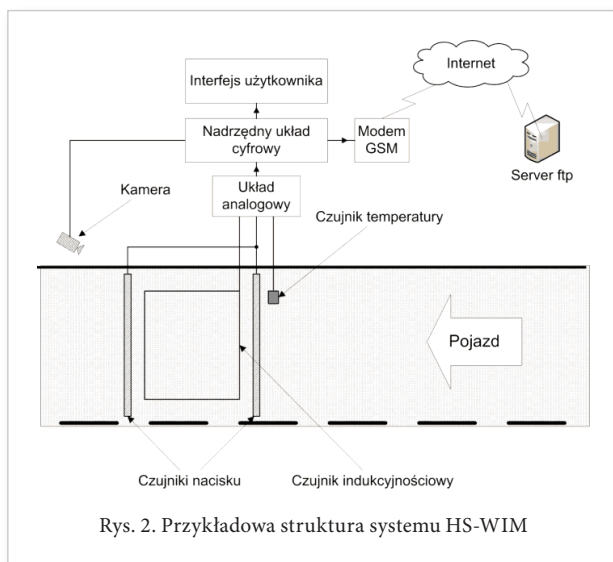 Internet
Interfejs użytkownika
Nadrzędny układ
cyfrowy
Modem
GSM
Server ftp
Układ
analogowy
Kamera
Czujnik temperatury
Pojazd
Czujniki nacisku
Czujnik indukcyjnościowy
Rys. 2. Przykładowa struktura systemu HS-WIM